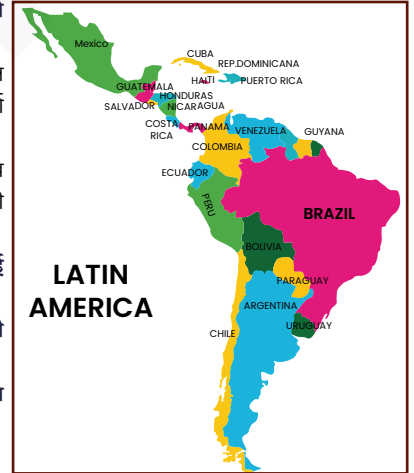 Mexico
CUBA
REP.DOMINICANA
HAITI
PUERTO RICA
GUATEMALA
HONDURAS
SALVADOR
NICARAGUA
COSTA
RICA
PANAMA
VENEZUELA
GUYANA
COLOMBIA
ECUADOR
PERU
BRAZIL
BOLIVIA
LATIN
AMERICA
PARAGUAY
ARGENTINA
CHILE
URUGUAY